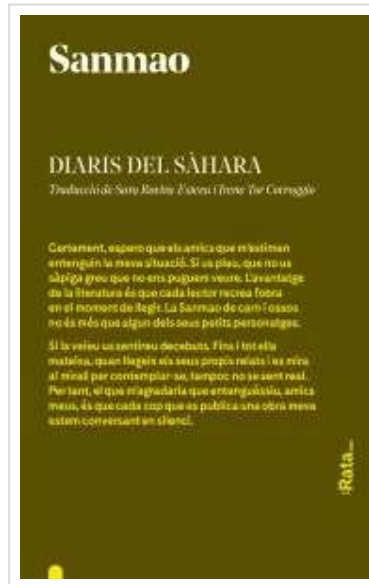 Sanmao
DIARIS DEL SÀHARA
Traducció de Sara Rovira-Esteva i Irene Tor Carroggio
Certament, espero que els amics que m'estimen
entenguin la meva situació. Si us plau, que no us
sàpiga greu que no ens puguem veure. L'avantatge
de la literatura és que cada lector recrea l'obra
en el moment de llegir. La Sanmao de carn i ossos
no és més que algun dels seus petits personatges.
Si la veieu us sentireu decebuts. Fins i tot ella
mateixa, quan llegeix els seus propis relats i es mira
al mirall per contemplar-se, tampoc no se sent real.
Per tant, el que m'agradaria que entenguéssiu, amics
meus, és que cada cop que es publica una obra meva
estem conversant en silenci.
:Rata_